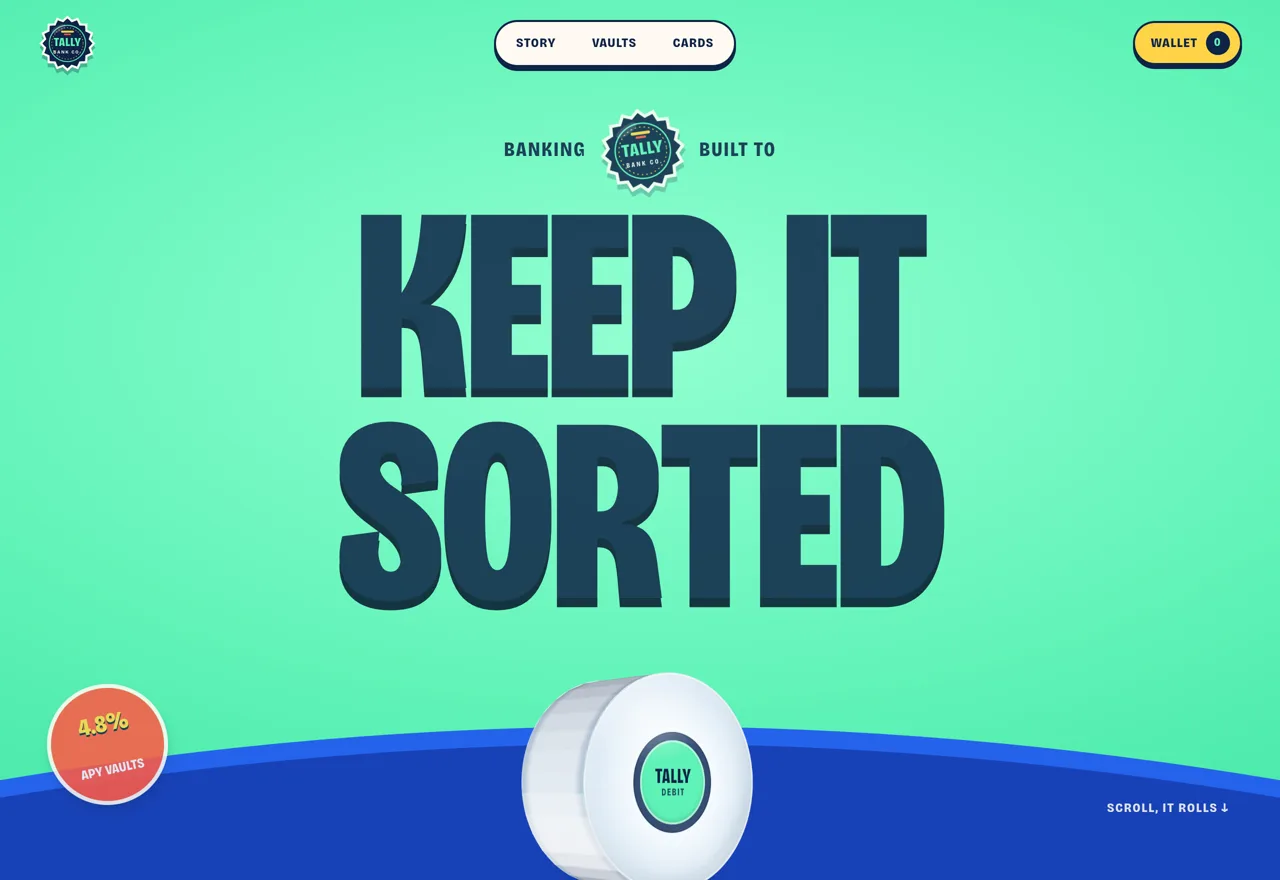 TALLY
BANK CO.
STORY VAULTS CARDS
WALLET 0
BANKING TALLY BANK CO. BUILT TO
KEEP IT
SORTED
4.8%
APY VAULTS
TALLY
DEBIT
SCROLL, IT ROLLS ↓